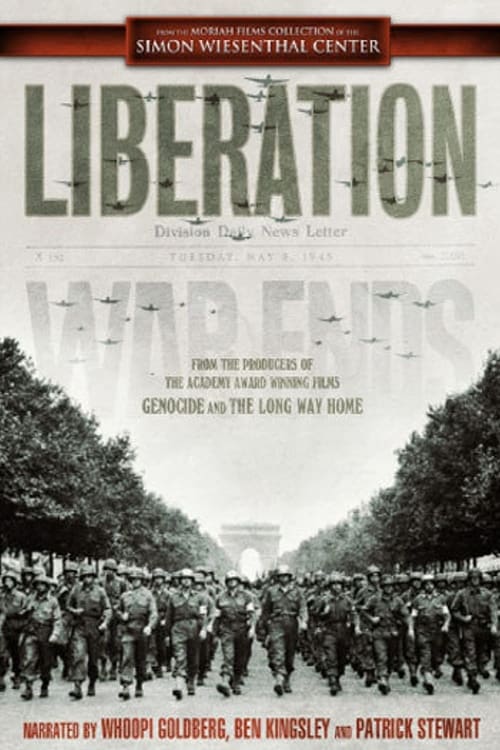 FROM THE MORIAH FILMS COLLECTION OF THE
SIMON WIESENTHAL CENTER
LIBERATION
Division Daily News Letter
TUESDAY, MAY 8, 1945
WAR ENDS
FROM THE PRODUCERS OF
THE ACADEMY AWARD WINNING FILMS
GENOCIDE AND THE LONG WAY HOME
NARRATED BY WHOOPI GOLDBERG, BEN KINGSLEY AND PATRICK STEWART